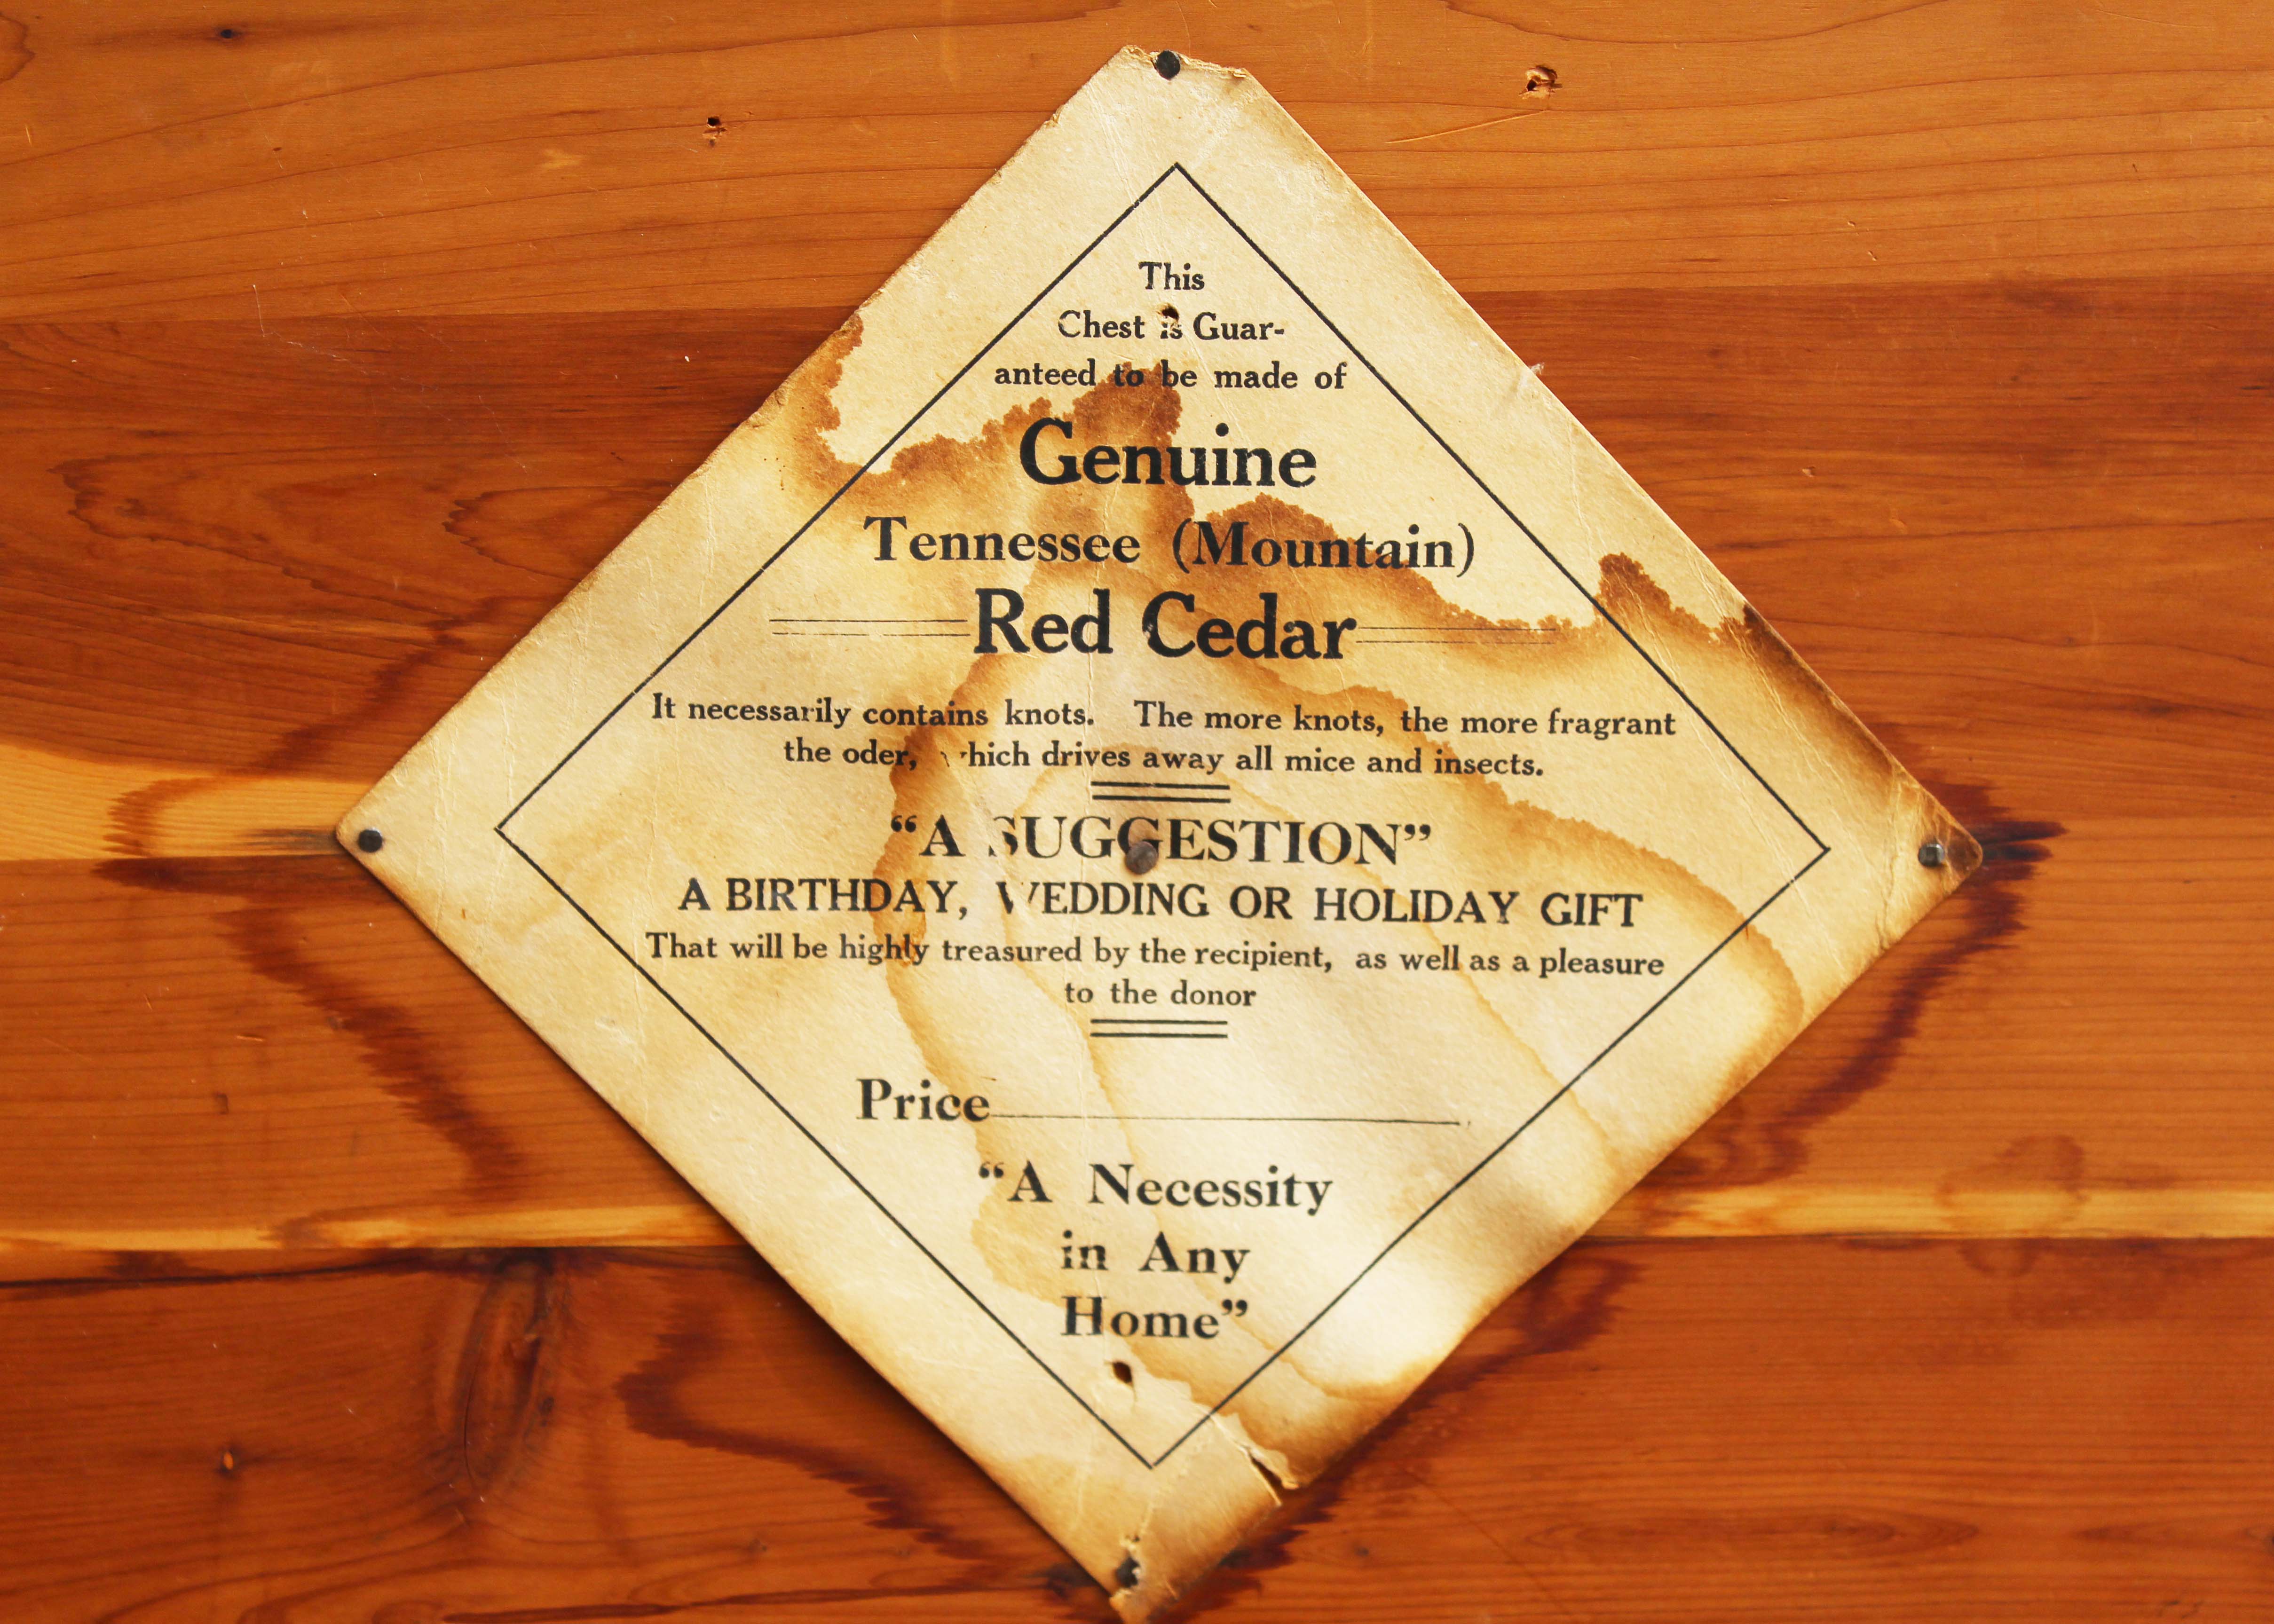 This
Chest is Guar-
anteed to be made of
Genuine
Tennessee (Mountain)
Red Cedar
It necessarily contains knots. The more knots, the more fragrant
the oder, which drives away all mice and insects.
“A SUGGESTION”
A BIRTHDAY, WEDDING OR HOLIDAY GIFT
That will be highly treasured by the recipient, as well as a pleasure
to the donor
Price
“A Necessity
in Any
Home”